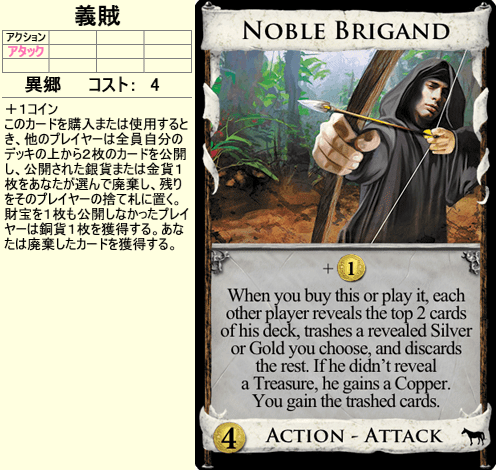 義賊
アクション
アタック
異郷 コスト： 4
＋１コイン
このカードを購入または使用すると
き、他のプレイヤーは全員自分の
デッキの上から２枚のカードを公開
し、公開された銀貨または金貨１
枚をあなたが選んで廃棄し、残り
をそのプレイヤーの捨て札に置く。
財宝を１枚も公開しなかったプレイ
ヤーは銅貨１枚を獲得する。あな
たは廃棄したカードを獲得する。
NOBLE BRIGAND
+ 1
When you buy this or play it, each
other player reveals the top 2 cards
of his deck, trashes a revealed Silver
or Gold you choose, and discards
the rest. If he didn't reveal
a Treasure, he gains a Copper.
You gain the trashed cards.
4 ACTION - ATTACK